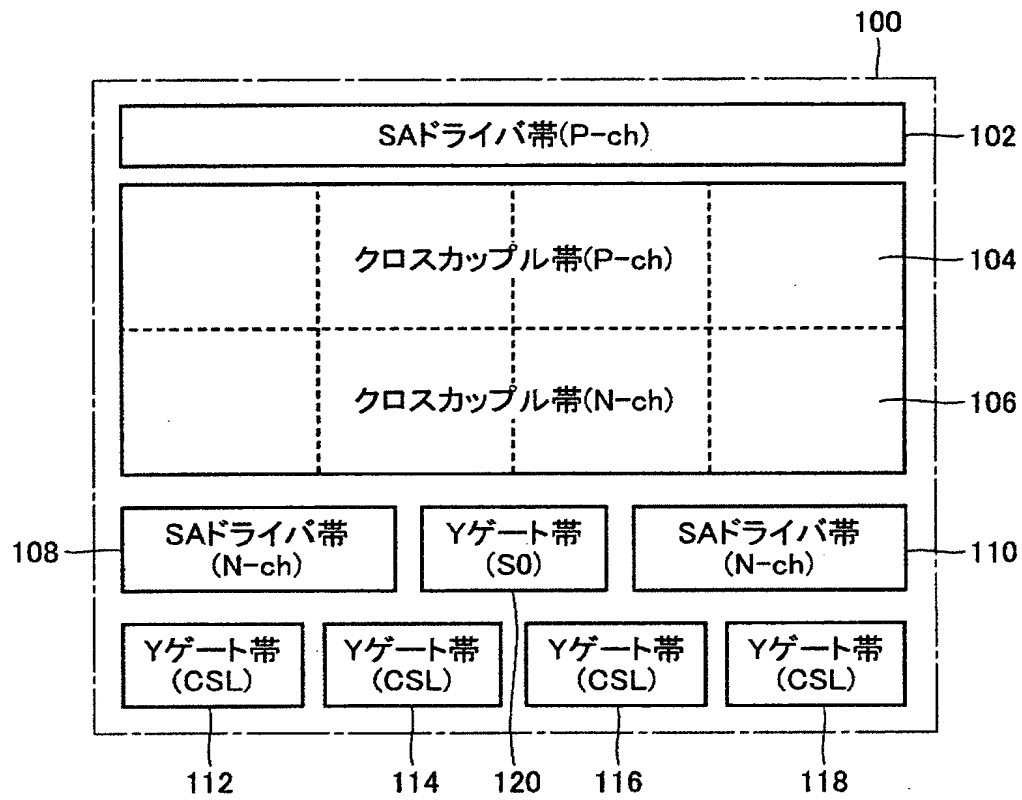 100
SAドライバ帯(P-ch)
102
クロスカップル帯(P-ch)
104
クロスカップル帯(N-ch)
106
108
SAドライバ帯
(N-ch)
Yゲート帯
(S0)
SAドライバ帯
(N-ch)
110
Yゲート帯
(CSL)
Yゲート帯
(CSL)
Yゲート帯
(CSL)
Yゲート帯
(CSL)
112
114
120
116
118